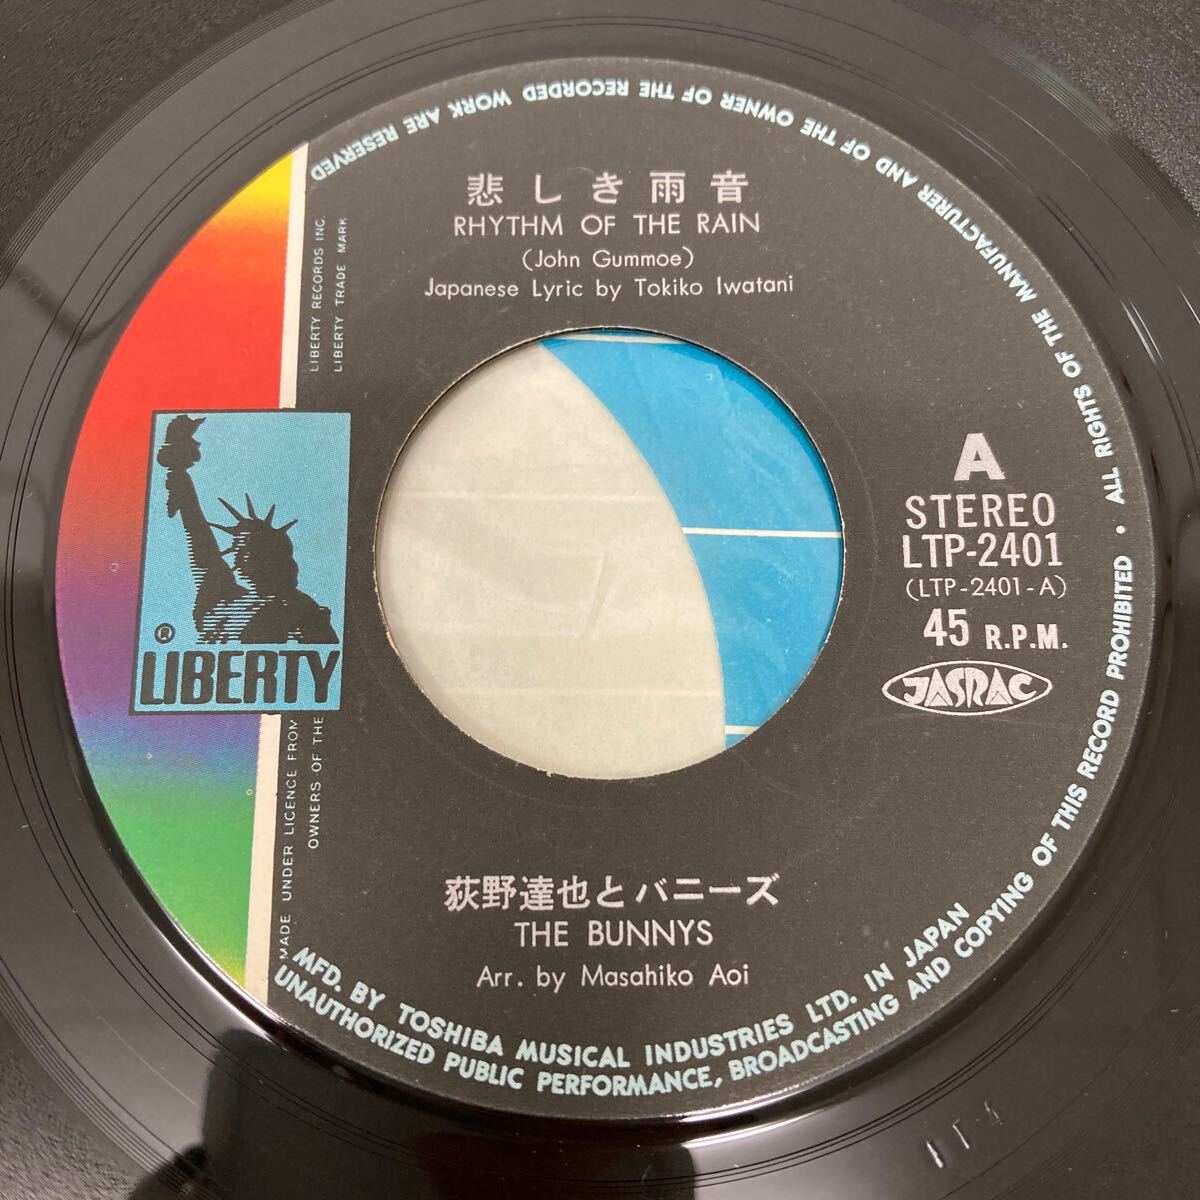 悲しき雨音
RHYTHM OF THE RAIN
(John Gummoe)
Japanese Lyric by Tokiko Iwatani
LIBERTY RECORDS INC.
LIBERTY TRADE MARK
® LIBERTY
MADE UNDER LICENCE FROM
OWNERS OF THE
A
STEREO
LTP-2401
(LTP-2401-A)
45 R.P.M.
JASRAC
荻野達也とバニーズ
THE BUNNYS
Arr. by Masahiko Aoi
MFD. BY TOSHIBA MUSICAL INDUSTRIES LTD. IN JAPAN
ALL RIGHTS OF THE MANUFACTURER AND OF THE OWNER OF THE RECORDED WORK ARE RESERVED
UNAUTHORIZED PUBLIC PERFORMANCE, BROADCASTING AND COPYING OF THIS RECORD PROHIBITED •